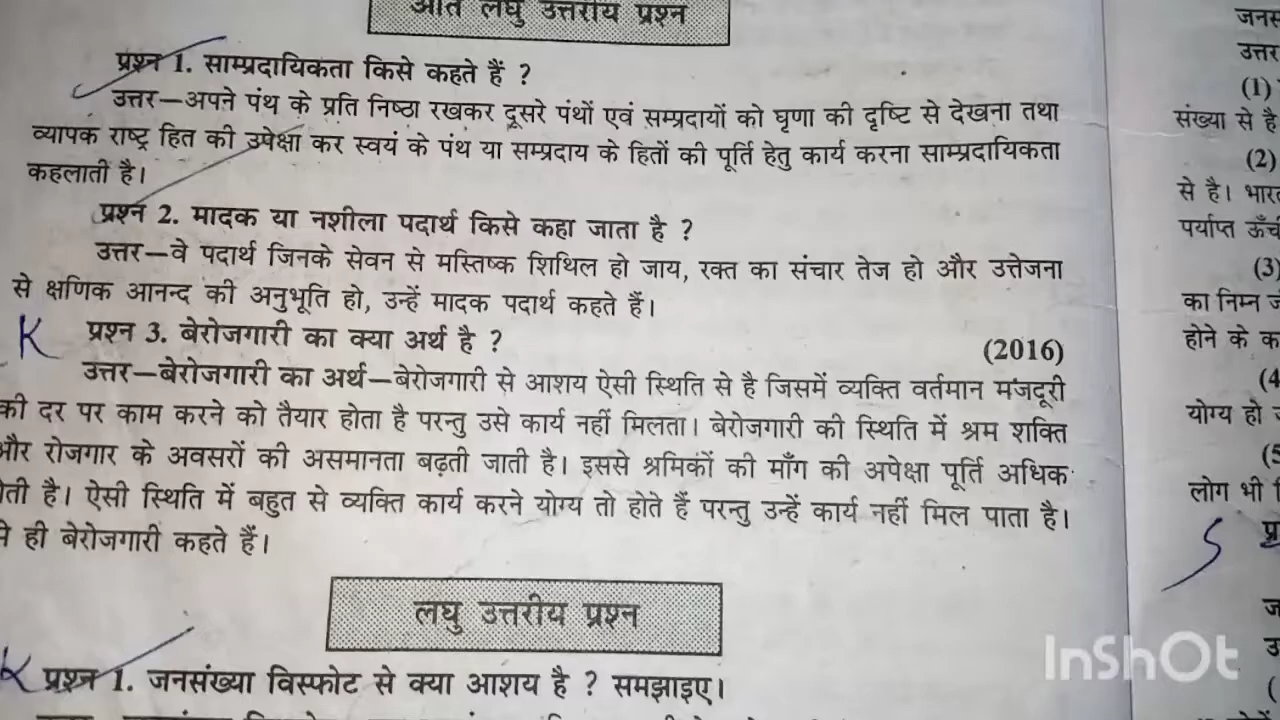 अति लघु उत्तरीय प्रश्न
प्रश्न 1. साम्प्रदायिकता किसे कहते हैं ?
उत्तर—अपने पंथ के प्रति निष्ठा रखकर दूसरे पंथों एवं सम्प्रदायों को घृणा की दृष्टि से देखना तथा
व्यापक राष्ट्र हित की उपेक्षा कर स्वयं के पंथ या सम्प्रदाय के हितों की पूर्ति हेतु कार्य करना साम्प्रदायिकता
कहलाती है।
प्रश्न 2. मादक या नशीला पदार्थ किसे कहा जाता है ?
उत्तर—वे पदार्थ जिनके सेवन से मस्तिष्क शिथिल हो जाय, रक्त का संचार तेज हो और उत्तेजना
से क्षणिक आनन्द की अनुभूति हो, उन्हें मादक पदार्थ कहते हैं।
K प्रश्न 3. बेरोजगारी का क्या अर्थ है ? (2016)
उत्तर—बेरोजगारी का अर्थ—बेरोजगारी से आशय ऐसी स्थिति से है जिसमें व्यक्ति वर्तमान मजदूरी
की दर पर काम करने को तैयार होता है परन्तु उसे कार्य नहीं मिलता। बेरोजगारी की स्थिति में श्रम शक्ति
और रोजगार के अवसरों की असमानता बढ़ती जाती है। इससे श्रमिकों की माँग की अपेक्षा पूर्ति अधिक
है। ऐसी स्थिति में बहुत से व्यक्ति कार्य करने योग्य तो होते हैं परन्तु उन्हें कार्य नहीं मिल पाता है।
ही बेरोजगारी कहते हैं।
लघु उत्तरीय प्रश्न
K प्रश्न 1. जनसंख्या विस्फोट से क्या आशय है ? समझाइए।
उत्तर
(1)
संख्या से है
(2)
से है।
पर्याप्त
(3)
का निम्न
होने के
योग्य हो
लोग भी
S
InShOt